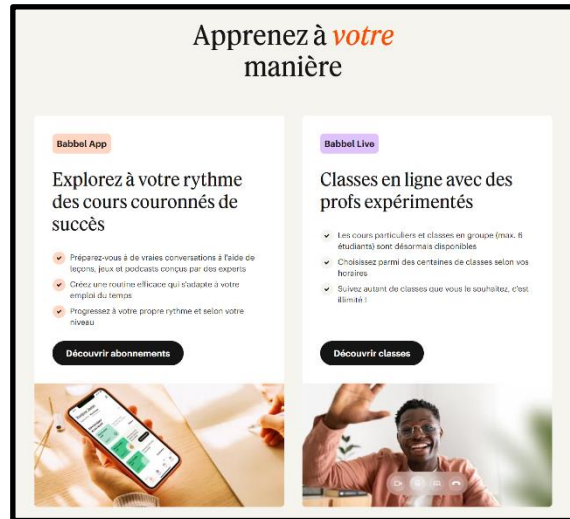 Apprenez à votre
manière
Babbel App
Explorez à votre rythme
des cours couronnés de
succès
Préparez-vous à de vraies conversations à l'aide de
leçons, jeux et podcasts conçus par des experts
Créez une routine efficace qui s'adapte à votre
emploi du temps
Progressez à votre propre rythme et selon votre
niveau
Découvrir abonnements
Babbel Live
Classes en ligne avec des
profs expérimentés
Les cours particuliers et classes en groupe (max. 6
étudiants) sont désormais disponibles
Choisissez parmi des centaines de classes selon vos
horaires
Suivez autant de classes que vous le souhaitez, c'est
illimité !
Découvrir classes